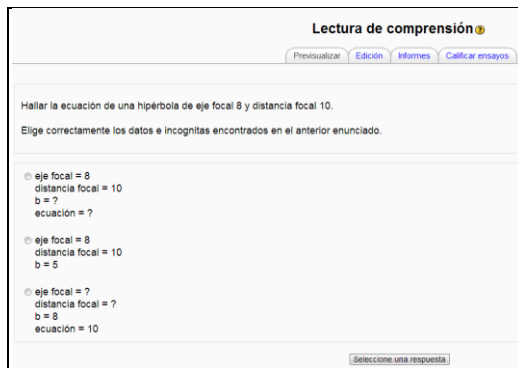 Lectura de comprensión
Previsualizar Edición Informes Calificar ensayos
Hallar la ecuación de una hipérbola de eje focal 8 y distancia focal 10.
Elige correctamente los datos e incognitas encontrados en el anterior enunciado.
eje focal = 8
distancia focal = 10
b = ?
ecuación = ?
eje focal = 8
distancia focal = 10
b = 5
eje focal = ?
distancia focal = ?
b = 8
ecuación = 10
Seleccione una respuesta